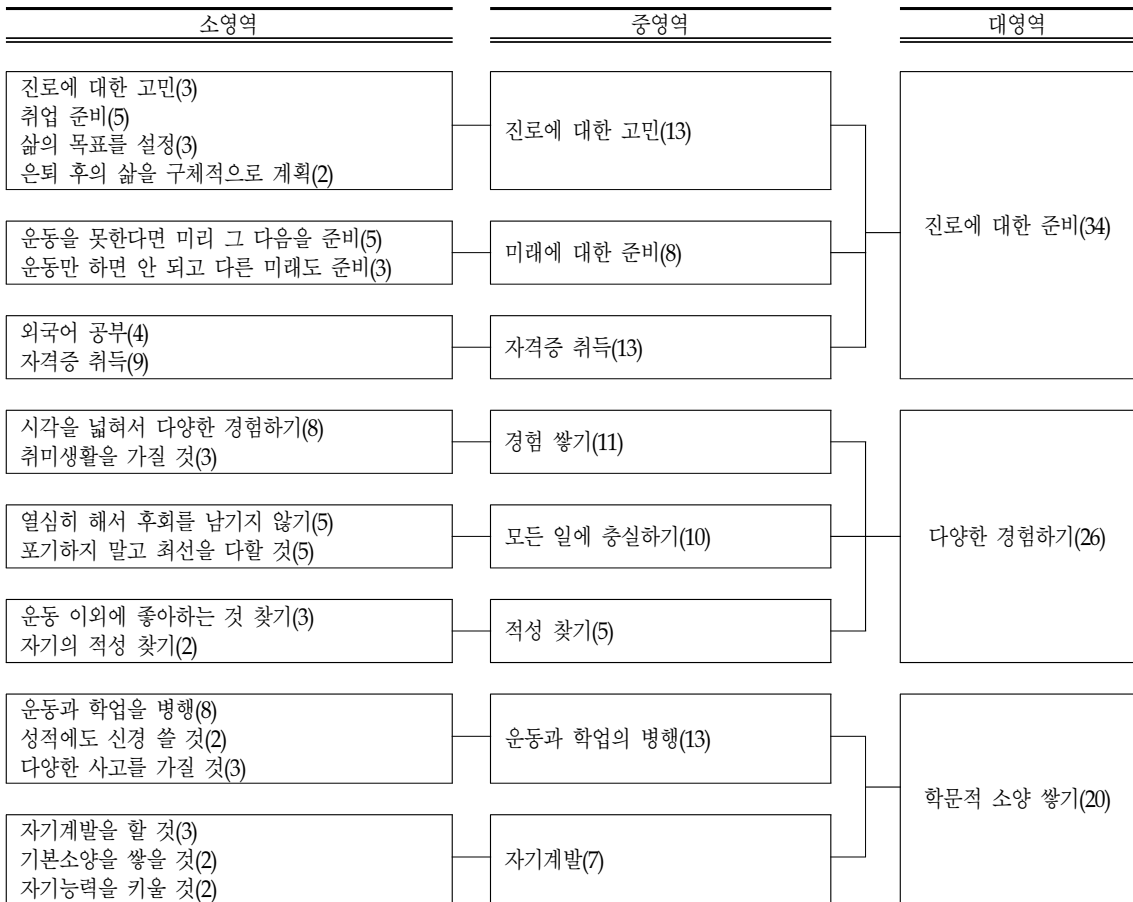 소영역
중영역
대영역
진로에 대한 고민(3)
취업 준비(5)
삶의 목표를 설정(3)
은퇴 후의 삶을 구체적으로 계획(2)
진로에 대한 고민(13)
운동을 못한다면 미리 그 다음을 준비(5)
운동만 하면 안 되고 다른 미래도 준비(3)
미래에 대한 준비(8)
외국어 공부(4)
자격증 취득(9)
자격증 취득(13)
진로에 대한 준비(34)
시각을 넓혀서 다양한 경험하기(8)
취미생활을 가질 것(3)
경험 쌓기(11)
열심히 해서 후회를 남기지 않기(5)
포기하지 말고 최선을 다할 것(5)
모든 일에 충실하기(10)
운동 이외에 좋아하는 것 찾기(3)
자기의 적성 찾기(2)
적성 찾기(5)
다양한 경험하기(26)
운동과 학업을 병행(8)
성적에도 신경 쓸 것(2)
다양한 사고를 가질 것(3)
운동과 학업의 병행(13)
자기계발을 할 것(3)
기본소양을 쌓을 것(2)
자기능력을 키울 것(2)
자기계발(7)
학문적 소양 쌓기(20)